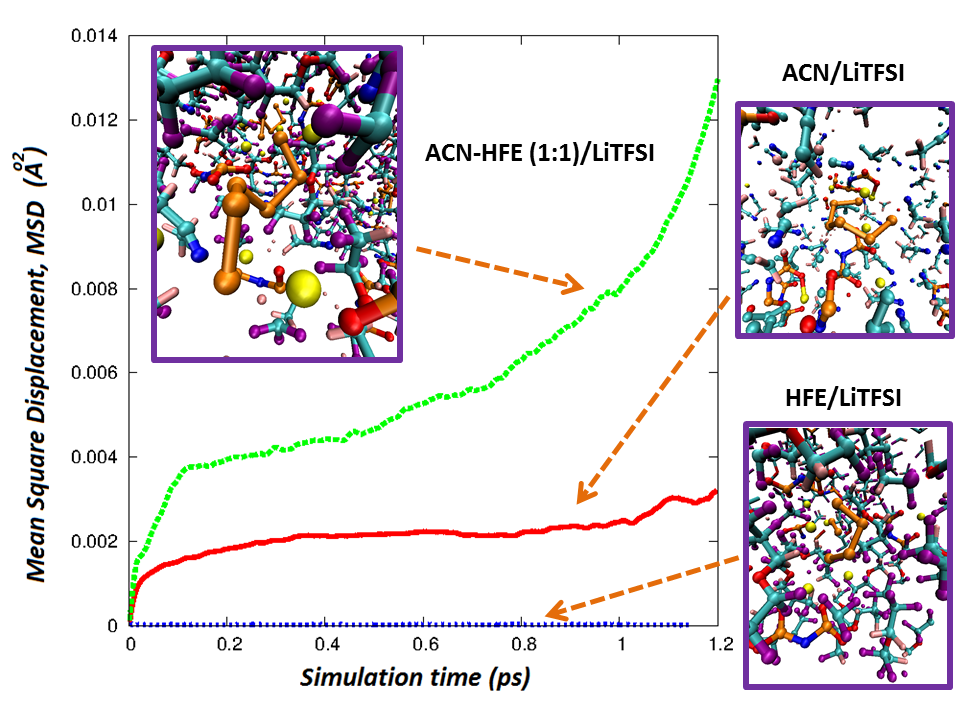 0.014
0.012
0.01
0.008
0.006
0.004
0.002
0
Mean Square Displacement, MSD (Å²)
ACN-HFE (1:1)/LiTFSI
ACN/LiTFSI
HFE/LiTFSI
0 0.2 0.4 0.6 0.8 1 1.2
Simulation time (ps)